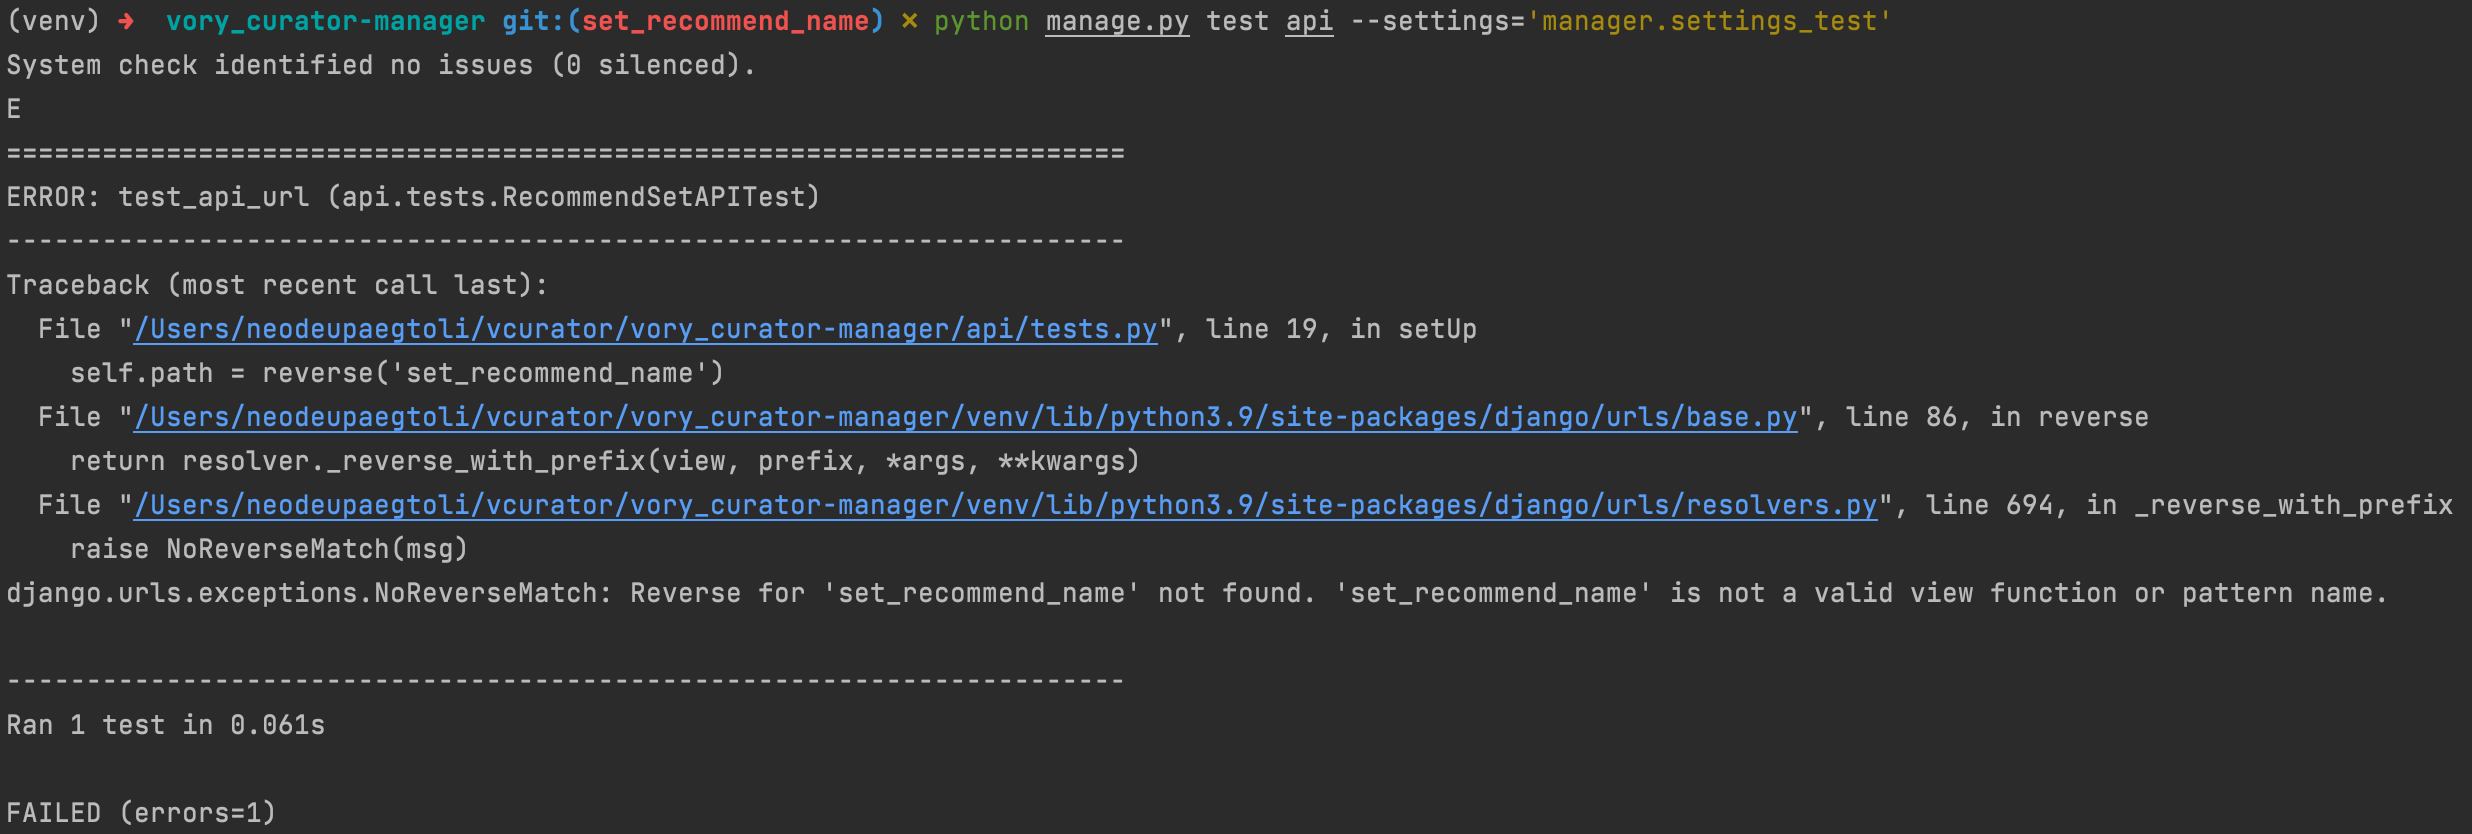 (venv) ➜  vory_curator-manager git:(set_recommend_name) ✗ python manage.py test api --settings='manager.settings_test'
System check identified no issues (0 silenced).
E
======================================================================
ERROR: test_api_url (api.tests.RecommendSetAPITest)
----------------------------------------------------------------------
Traceback (most recent call last):
  File "/Users/neodeupaegtoli/vcurator/vory_curator-manager/api/tests.py", line 19, in setUp
    self.path = reverse('set_recommend_name')
  File "/Users/neodeupaegtoli/vcurator/vory_curator-manager/venv/lib/python3.9/site-packages/django/urls/base.py", line 86, in reverse
    return resolver._reverse_with_prefix(view, prefix, *args, **kwargs)
  File "/Users/neodeupaegtoli/vcurator/vory_curator-manager/venv/lib/python3.9/site-packages/django/urls/resolvers.py", line 694, in _reverse_with_prefix
    raise NoReverseMatch(msg)
django.urls.exceptions.NoReverseMatch: Reverse for 'set_recommend_name' not found. 'set_recommend_name' is not a valid view function or pattern name.

----------------------------------------------------------------------
Ran 1 test in 0.061s

FAILED (errors=1)